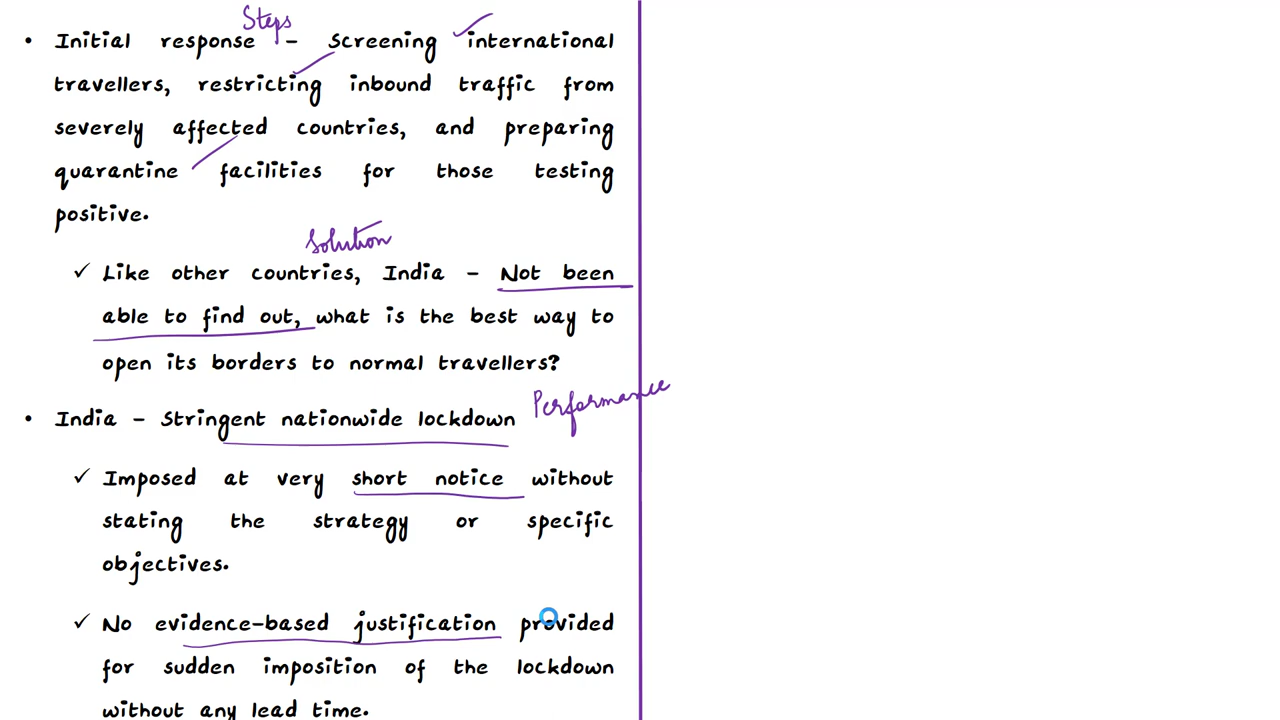 Steps
• Initial response – Screening international
travellers, restricting inbound traffic from
severely affected countries, and preparing
quarantine facilities for those testing
positive.
Solution
✓ Like other countries, India – Not been
able to find out, what is the best way to
open its borders to normal travellers?
Performance
• India – Stringent nationwide lockdown
✓ Imposed at very short notice without
stating the strategy or specific
objectives.
✓ No evidence-based justification provided
for sudden imposition of the lockdown
without any lead time.